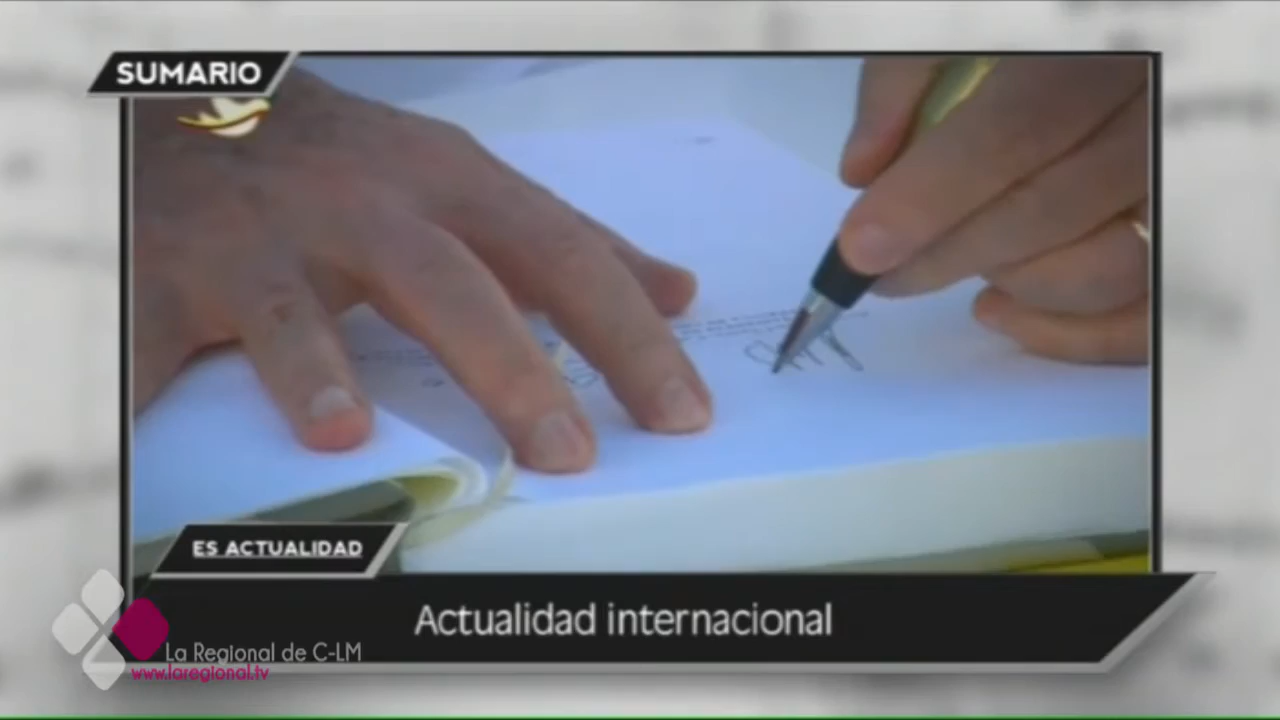 SUMARIO
ES ACTUALIDAD
Actualidad internacional
La Regional de C-LM
www.laregional.tv